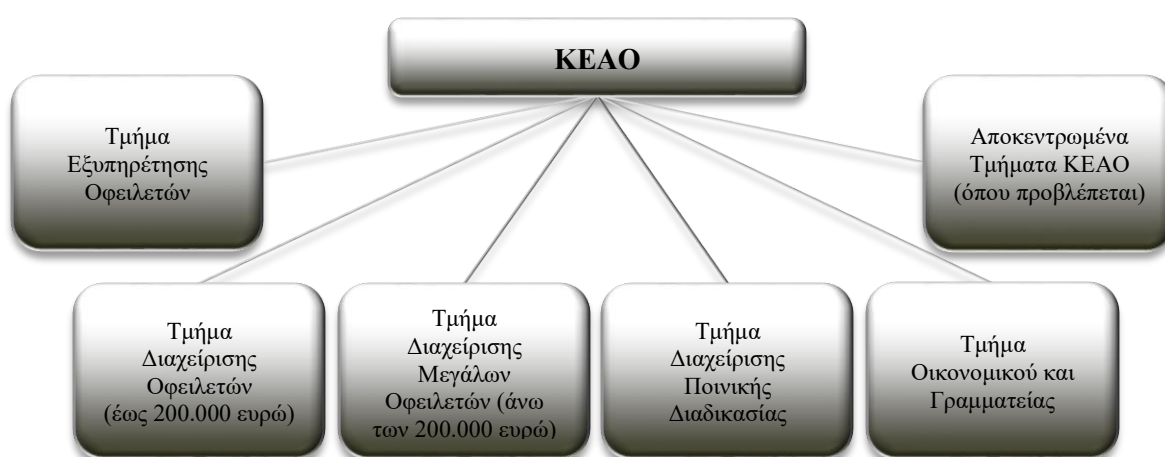 ΚΕΑΟ
Τμήμα
Εξυπηρέτησης
Οφειλετών
Αποκεντρωμένα
Τμήματα ΚΕΑΟ
(όπου προβλέπεται)
Τμήμα
Διαχείρισης
Οφειλετών
(έως 200.000 ευρώ)
Τμήμα
Διαχείρισης
Μεγάλων
Οφειλετών (άνω
των 200.000 ευρώ)
Τμήμα
Διαχείρισης
Ποινικής
Διαδικασίας
Τμήμα
Οικονομικού και
Γραμματείας